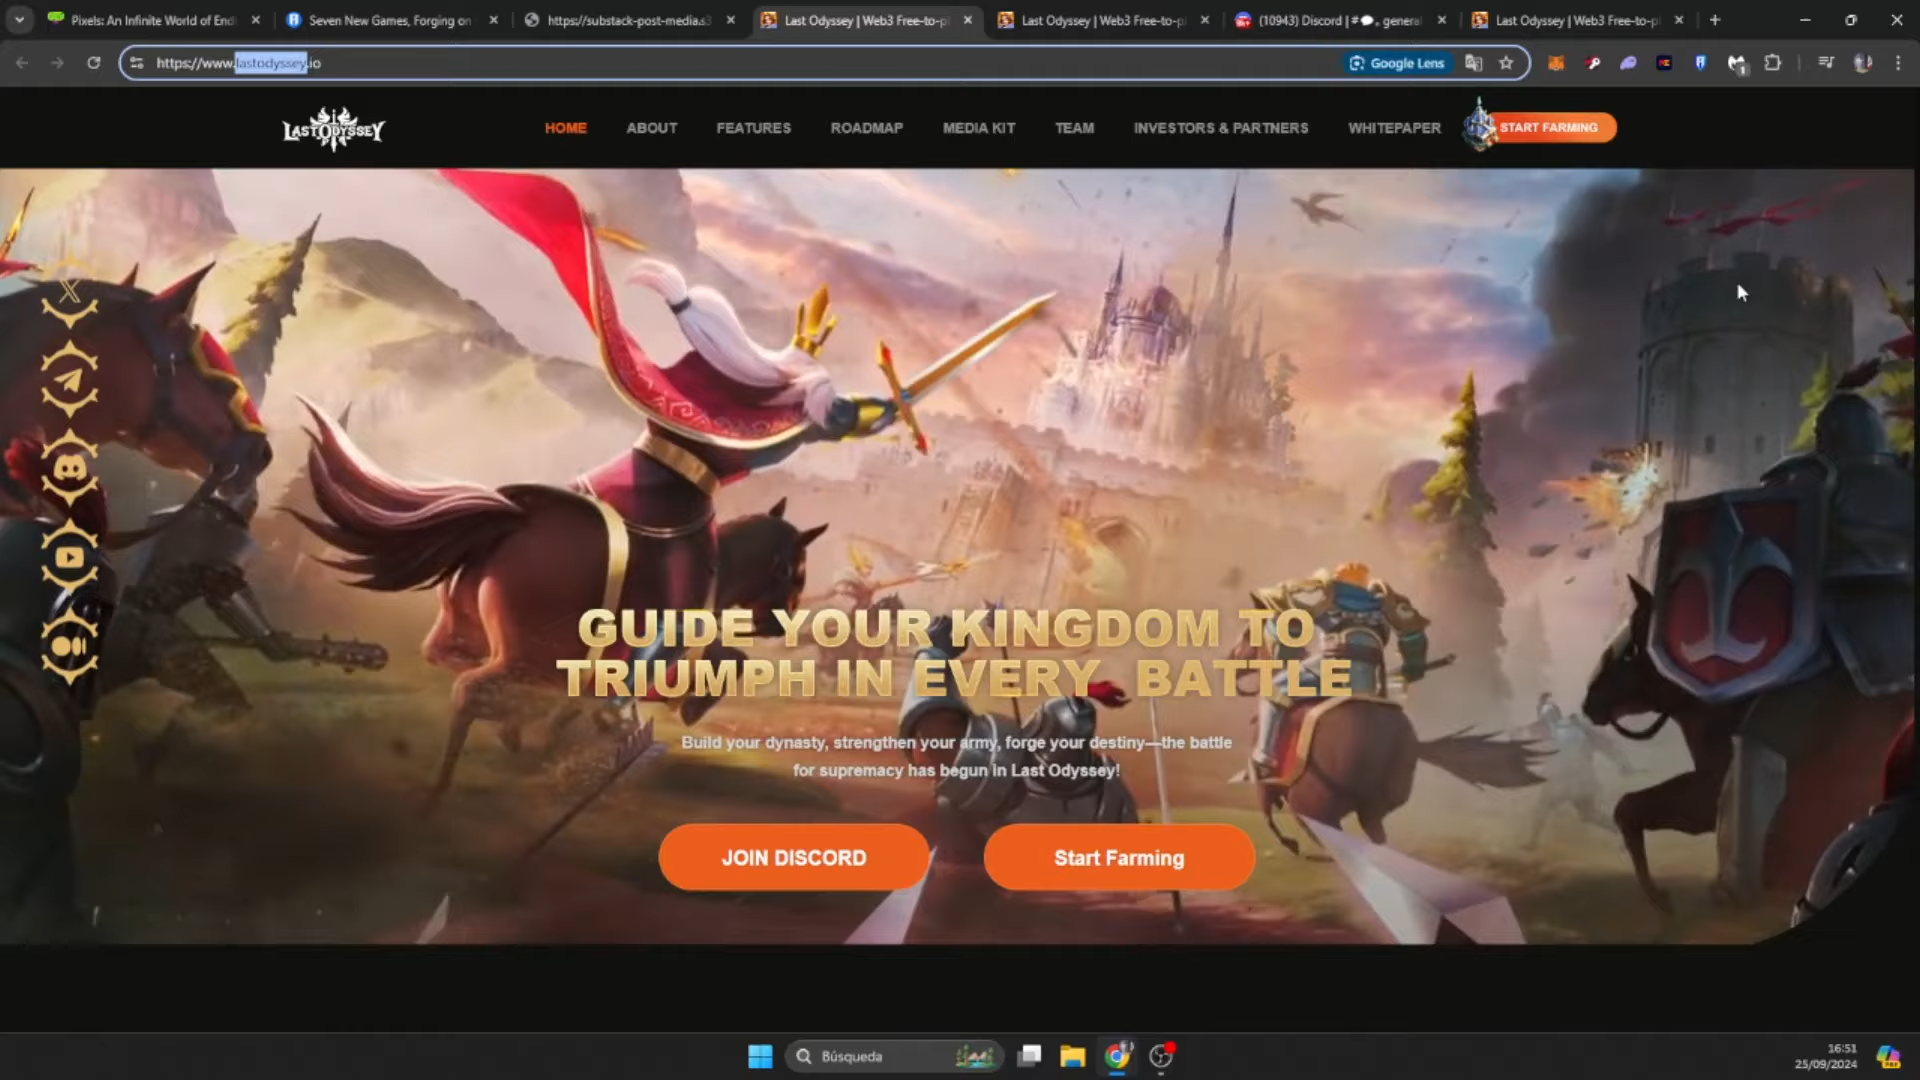 Pixels: An Infinite World of End
Seven New Games, Forging on
https://substack-post-media.s3
Last Odyssey | Web3 Free-to-pl
Last Odyssey | Web3 Free-to-pl
(10943) Discord | # general
Last Odyssey | Web3 Free-to-pl
https://www.lastodyssey.io
Google Lens
LAST ODYSSEY
HOME
ABOUT
FEATURES
ROADMAP
MEDIA KIT
TEAM
INVESTORS & PARTNERS
WHITEPAPER
START FARMING
GUIDE YOUR KINGDOM TO
TRIUMPH IN EVERY BATTLE
Build your dynasty, strengthen your army, forge your destiny—the battle
for supremacy has begun in Last Odyssey!
JOIN DISCORD
Start Farming
Búsqueda
16:51
25/09/2024